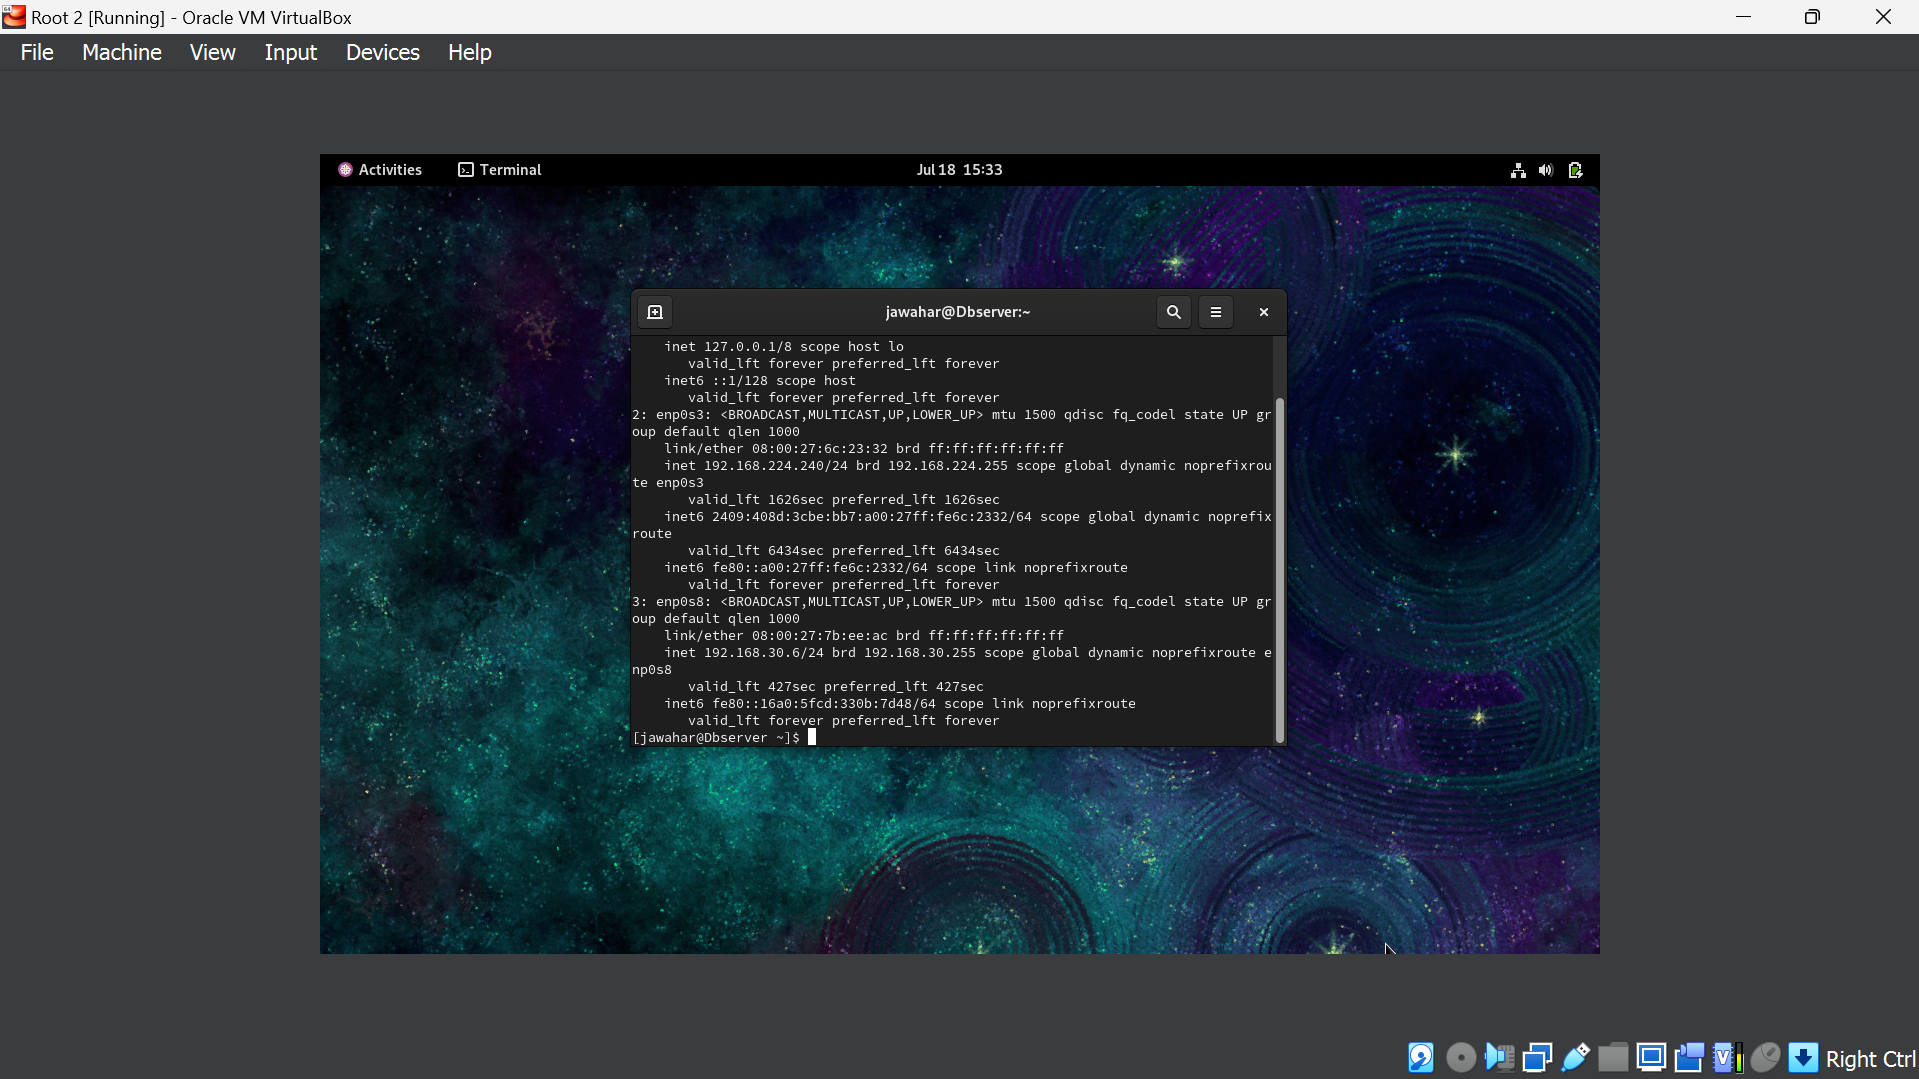 Root 2 [Running] - Oracle VM VirtualBox
File Machine View Input Devices Help
Activities Terminal Jul 18 15:33
jawahar@Dbserver:~
inet 127.0.0.1/8 scope host lo
valid_lft forever preferred_lft forever
inet6 ::1/128 scope host
valid_lft forever preferred_lft forever
2: enp0s3: <BROADCAST,MULTICAST,UP,LOWER_UP> mtu 1500 qdisc fq_codel state UP gr
oup default qlen 1000
link/ether 08:00:27:6c:23:32 brd ff:ff:ff:ff:ff:ff
inet 192.168.224.240/24 brd 192.168.224.255 scope global dynamic noprefixrou
te enp0s3
valid_lft 1626sec preferred_lft 1626sec
inet6 2409:408d:3cbe:bb7:a00:27ff:fe6c:2332/64 scope global dynamic noprefix
route
valid_lft 6434sec preferred_lft 6434sec
inet6 fe80::a00:27ff:fe6c:2332/64 scope link noprefixroute
valid_lft forever preferred_lft forever
3: enp0s8: <BROADCAST,MULTICAST,UP,LOWER_UP> mtu 1500 qdisc fq_codel state UP gr
oup default qlen 1000
link/ether 08:00:27:7b:ee:ac brd ff:ff:ff:ff:ff:ff
inet 192.168.30.6/24 brd 192.168.30.255 scope global dynamic noprefixroute e
np0s8
valid_lft 427sec preferred_lft 427sec
inet6 fe80::16a0:5fcd:330b:7d48/64 scope link noprefixroute
valid_lft forever preferred_lft forever
[jawahar@Dbserver ~]$
Right Ctrl